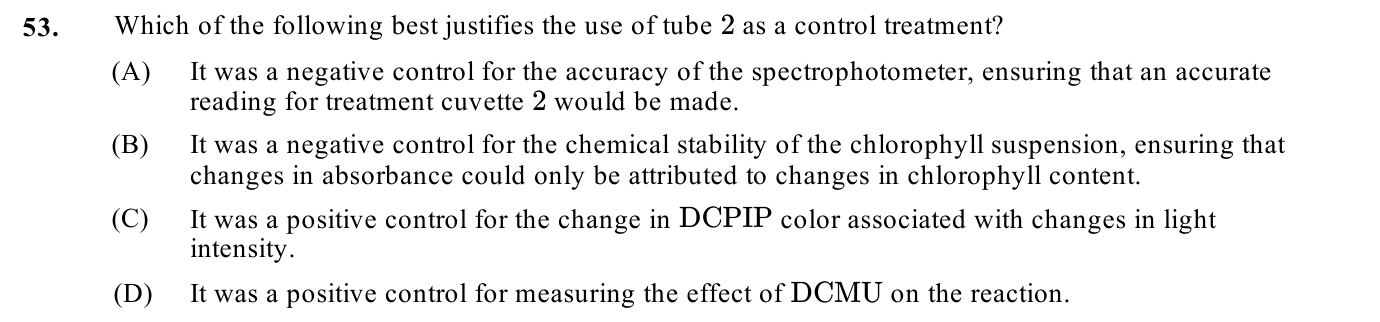 53. Which of the following best justifies the use of tube 2 as a control treatment?
(A) It was a negative control for the accuracy of the spectrophotometer, ensuring that an accurate
reading for treatment cuvette 2 would be made.
(B) It was a negative control for the chemical stability of the chlorophyll suspension, ensuring that
changes in absorbance could only be attributed to changes in chlorophyll content.
(C) It was a positive control for the change in DCPIP color associated with changes in light
intensity.
(D) It was a positive control for measuring the effect of DCMU on the reaction.